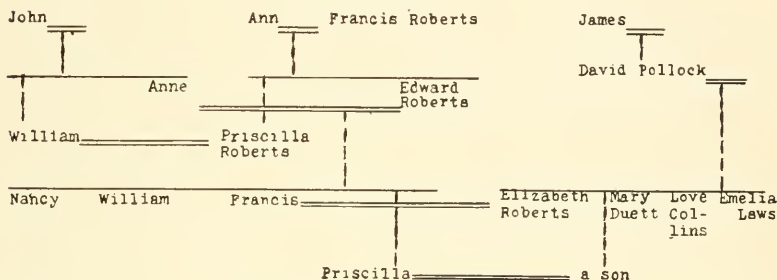 John Ann Francis Roberts James
David Pollock
Anne Edward
Roberts
William Priscilla
Roberts
Nancy William Francis Elizabeth Mary Love Emelia
Roberts Duett Col- Laws
lins
Priscilla a son